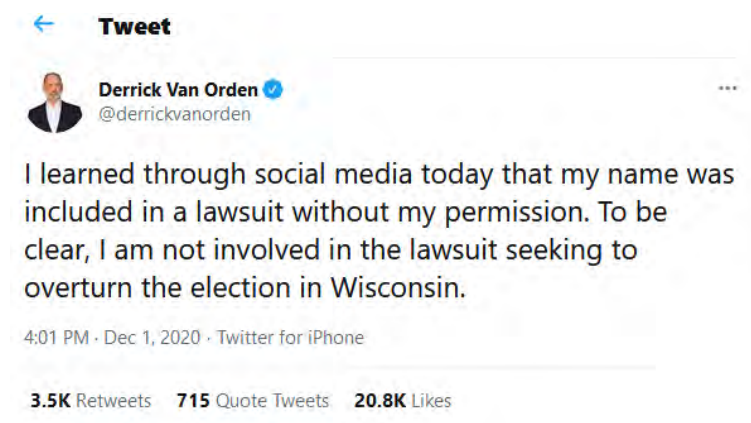 Tweet
Derrick Van Orden
@derrickvanorden
I learned through social media today that my name was
included in a lawsuit without my permission. To be
clear, I am not involved in the lawsuit seeking to
overturn the election in Wisconsin.
4:01 PM · Dec 1, 2020 · Twitter for iPhone
3.5K Retweets 715 Quote Tweets 20.8K Likes